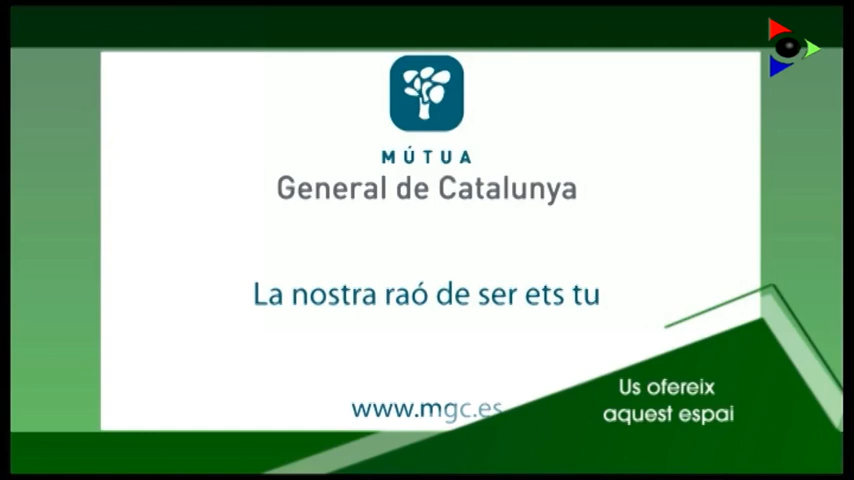 MÚTUA
General de Catalunya
La nostra raó de ser ets tu
www.mgc.es
Us ofereix
aquest espai